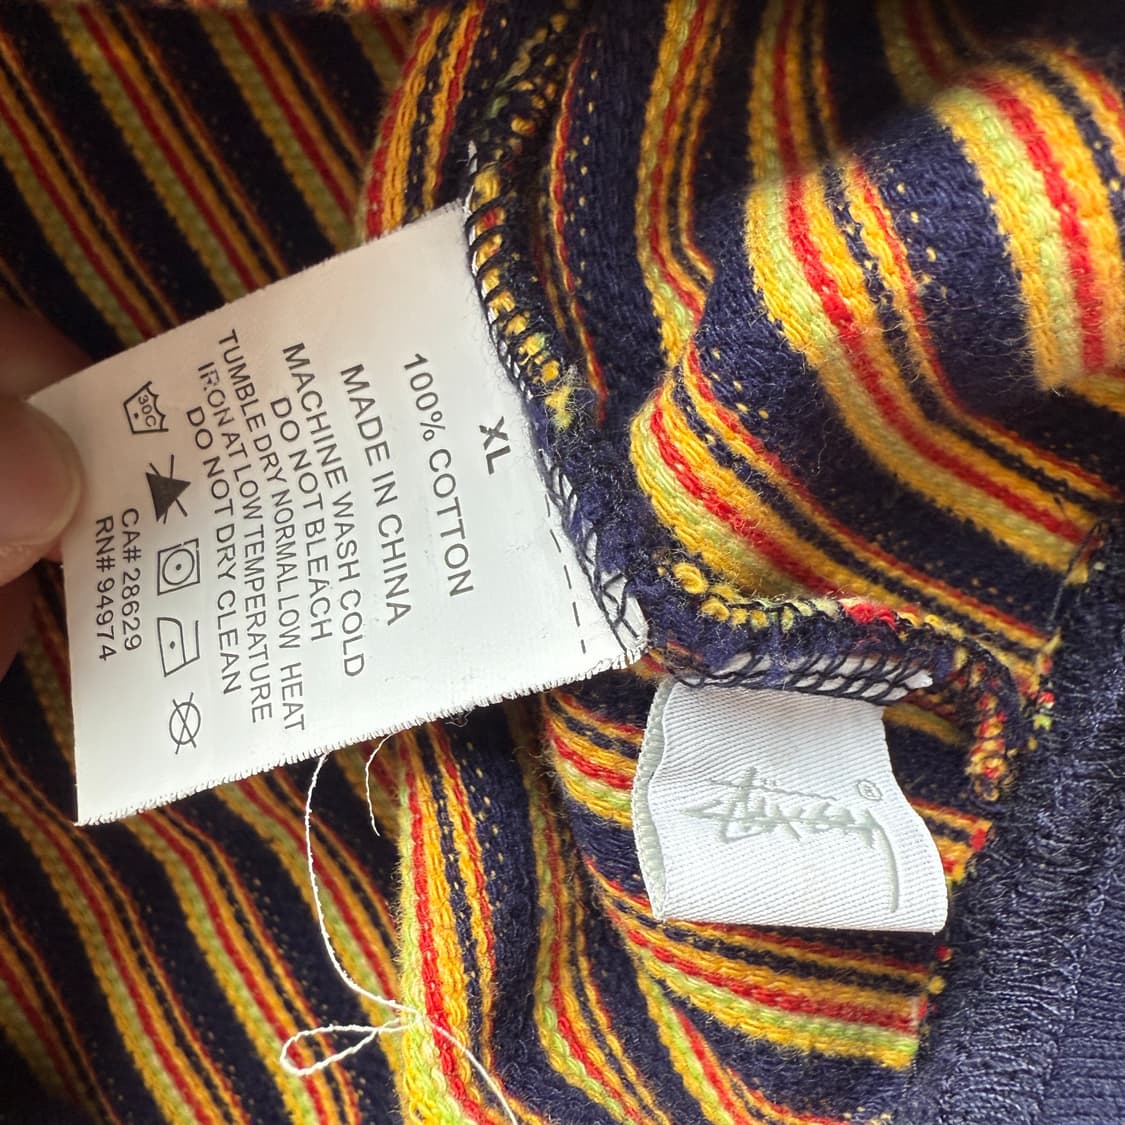 XL
100% COTTON
MADE IN CHINA
MACHINE WASH COLD
DO NOT BLEACH
TUMBLE DRY NORMAL LOW HEAT
IRON AT LOW TEMPERATURE
DO NOT DRY CLEAN
30C
CA# 28629
RN# 94974
Stüssy ®